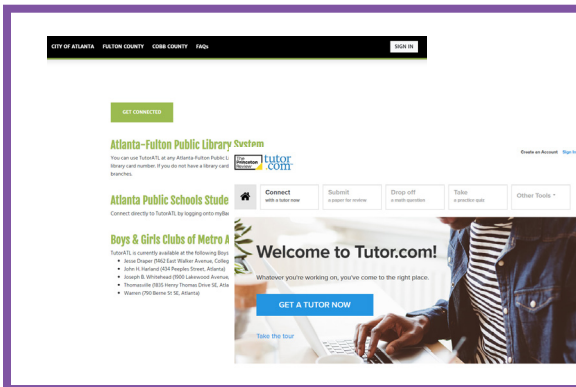 CITY OF ATLANTA FULTON COUNTY COBB COUNTY FAQs SIGN IN
GET CONNECTED
Atlanta-Fulton Public Library System
You can use TutorATL at any Atlanta-Fulton Public Li
library card number. If you do not have a library card
branches.
Atlanta Public Schools Stude
Connect directly to TutorATL by logging onto myBac
Boys & Girls Clubs of Metro A
TutorATL is currently available at the following Boys
• Jesse Draper (1462 East Walker Avenue, Colleg
• John H. Harland (434 Peeples Street, Atlanta)
• Joseph B. Whitehead (1900 Lakewood Avenue,
• Thomasville (1835 Henry Thomas Drive SE, Atla
• Warren (790 Berne St SE, Atlanta)
The Princeton Review
tutor.com
Create an Account Sign In
Connect
with a tutor now
Submit
a paper for review
Drop off
a math question
Take
a practice quiz
Other Tools
Welcome to Tutor.com!
Whatever you're working on, you've come to the right place.
GET A TUTOR NOW
Take the tour